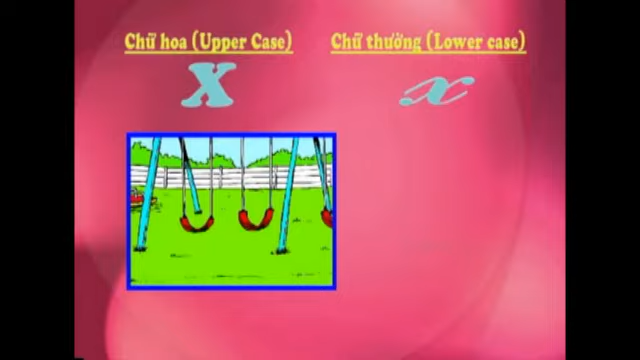 Chữ hoa (Upper Case) Chữ thường (Lower case)
X x